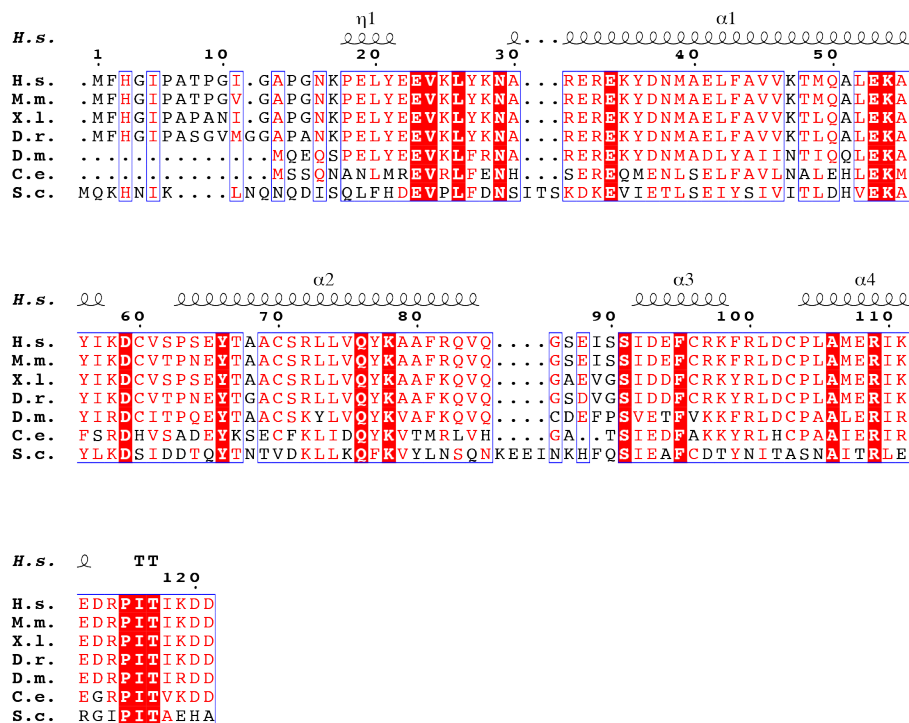 η1 α1
H.s.
1 10 20 30 40 50
H.s. .MFHGIPATPGI.GAPGNKPELYEEVKLYKNA...REREKYDNMAELFAVVKTMQALEKA
M.m. .MFHGIPATPGV.GAPGNKPELYEEVKLYKNA...REREKYDNMAELFAVVKTMQALEKA
X.l. .MFHGIPAPANI.GAPGNKPELYEEVKLYKNA...REREKYDNMAELFAVVKTLQALEKA
D.r. .MFHGIPASGVMGGAPANKPELYEEVKLYKNA...REREKYDNMAELFAVVKTLQALEKA
D.m. ..............MQEQSPELYEEVKLFRNA...REREKYDNMADLYAIINTIQQLEKA
C.e. ..............MSSQNANLMREVRLFENH...SEREQMENLSELFAVLNALEHLEKM
S.c. MQKHNIK....LNQNQDISQLFHDEVPLFDNSITSKDKEVIETLSEIYSIVITLDHVEKA
α2 α3 α4
H.s.
60 70 80 90 100 110
H.s. YIKDCVSPSEYTAACSRLLVQYKAAFRQVQ....GSEISSIDEFCRKFRLDCPLAMERIK
M.m. YIKDCVTPNEYTAACSRLLVQYKAAFRQVQ....GSEISSIDEFCRKFRLDCPLAMERIK
X.l. YIKDCVSPSEYTAACSRLLVQYKAAFKQVQ....GAEVGSIDDFCRKYRLDCPLAMERIK
D.r. YIKDCVTPNEYTGACSRLLVQYKAAFKQVQ....GSDVGSIDDFCRKYRLDCPLAMERIK
D.m. YIRDCITPQEYTAACSKYLVQYKVAFKQVQ....CDEFPSVETFVKKFRLDCPAALERIR
C.e. FSRDHVSADEYKSECFKLIDQYKVTMRLVH....GA..TSIEDFAKKYRLHCPAAIERIR
S.c. YLKDSIDDTQYTNTVDKLLKQFKVYLNSQNKEEINKHFQSIEAFCDTYNITASNAITRLE
H.s. TT
120
H.s. EDRPITIKDD
M.m. EDRPITIKDD
X.l. EDRPITIKDD
D.r. EDRPITIKDD
D.m. EDRPITIRDD
C.e. EGRPITVKDD
S.c. RGIPITAEHA